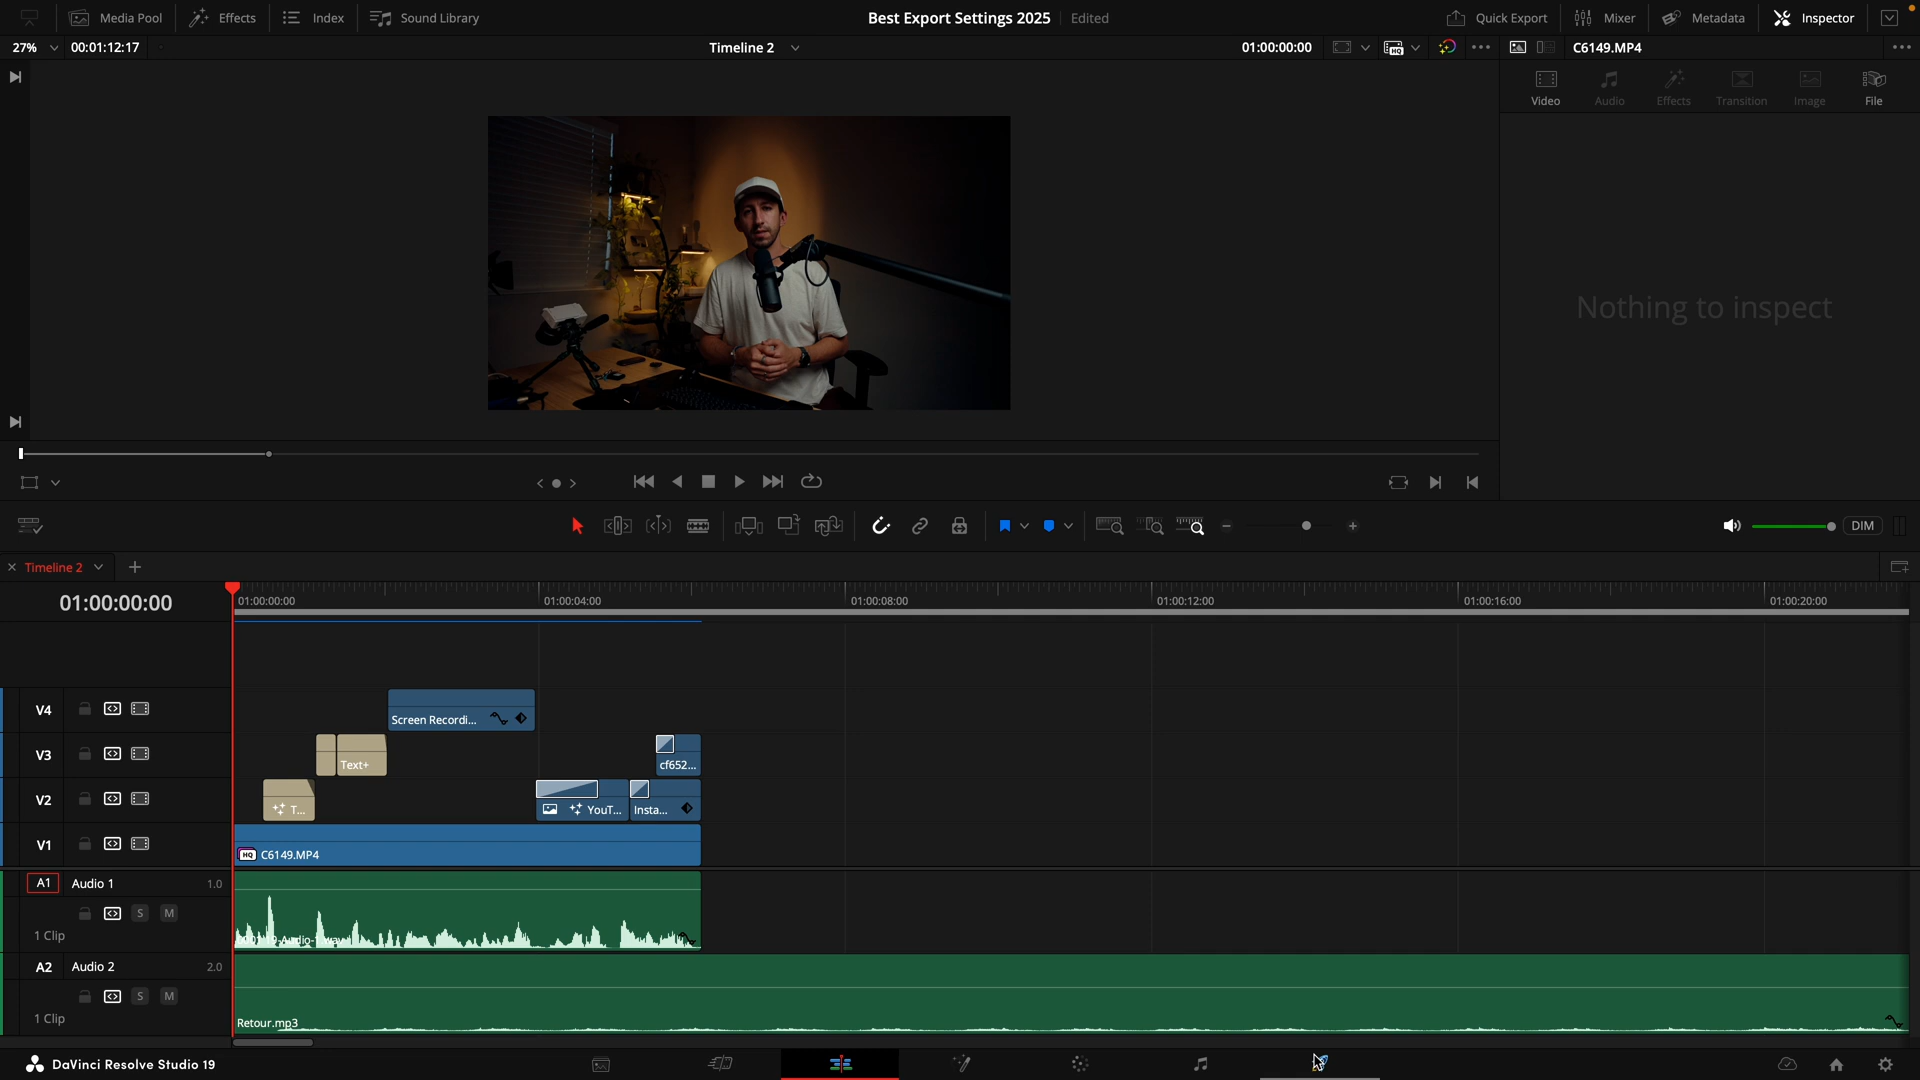 Media Pool
Effects
Index
Sound Library
Best Export Settings 2025
Edited
Quick Export
Mixer
Metadata
Inspector
27%
00:01:12:17
Timeline 2
01:00:00:00
HQ
C6149.MP4
Video
Audio
Effects
Transition
Image
File
Nothing to inspect
DIM
Timeline 2
01:00:00:00
01:00:00:00
01:00:04:00
01:00:08:00
01:00:12:00
01:00:16:00
01:00:20:00
V4
Screen Recordi...
V3
Text+
cf652...
V2
T...
YouT...
Insta...
V1
HQ
C6149.MP4
A1
Audio 1
1.0
S
M
1 Clip
A2
Audio 2
2.0
S
M
1 Clip
Retour.mp3
DaVinci Resolve Studio 19